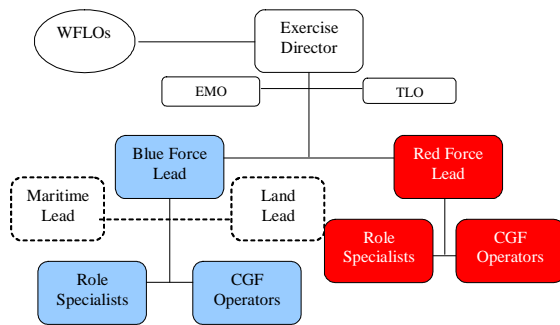 WFLOs
Exercise
Director
EMO
TLO
Blue Force
Lead
Red Force
Lead
Maritime
Lead
Land
Lead
Role
Specialists
CGF
Operators
Role
Specialists
CGF
Operators